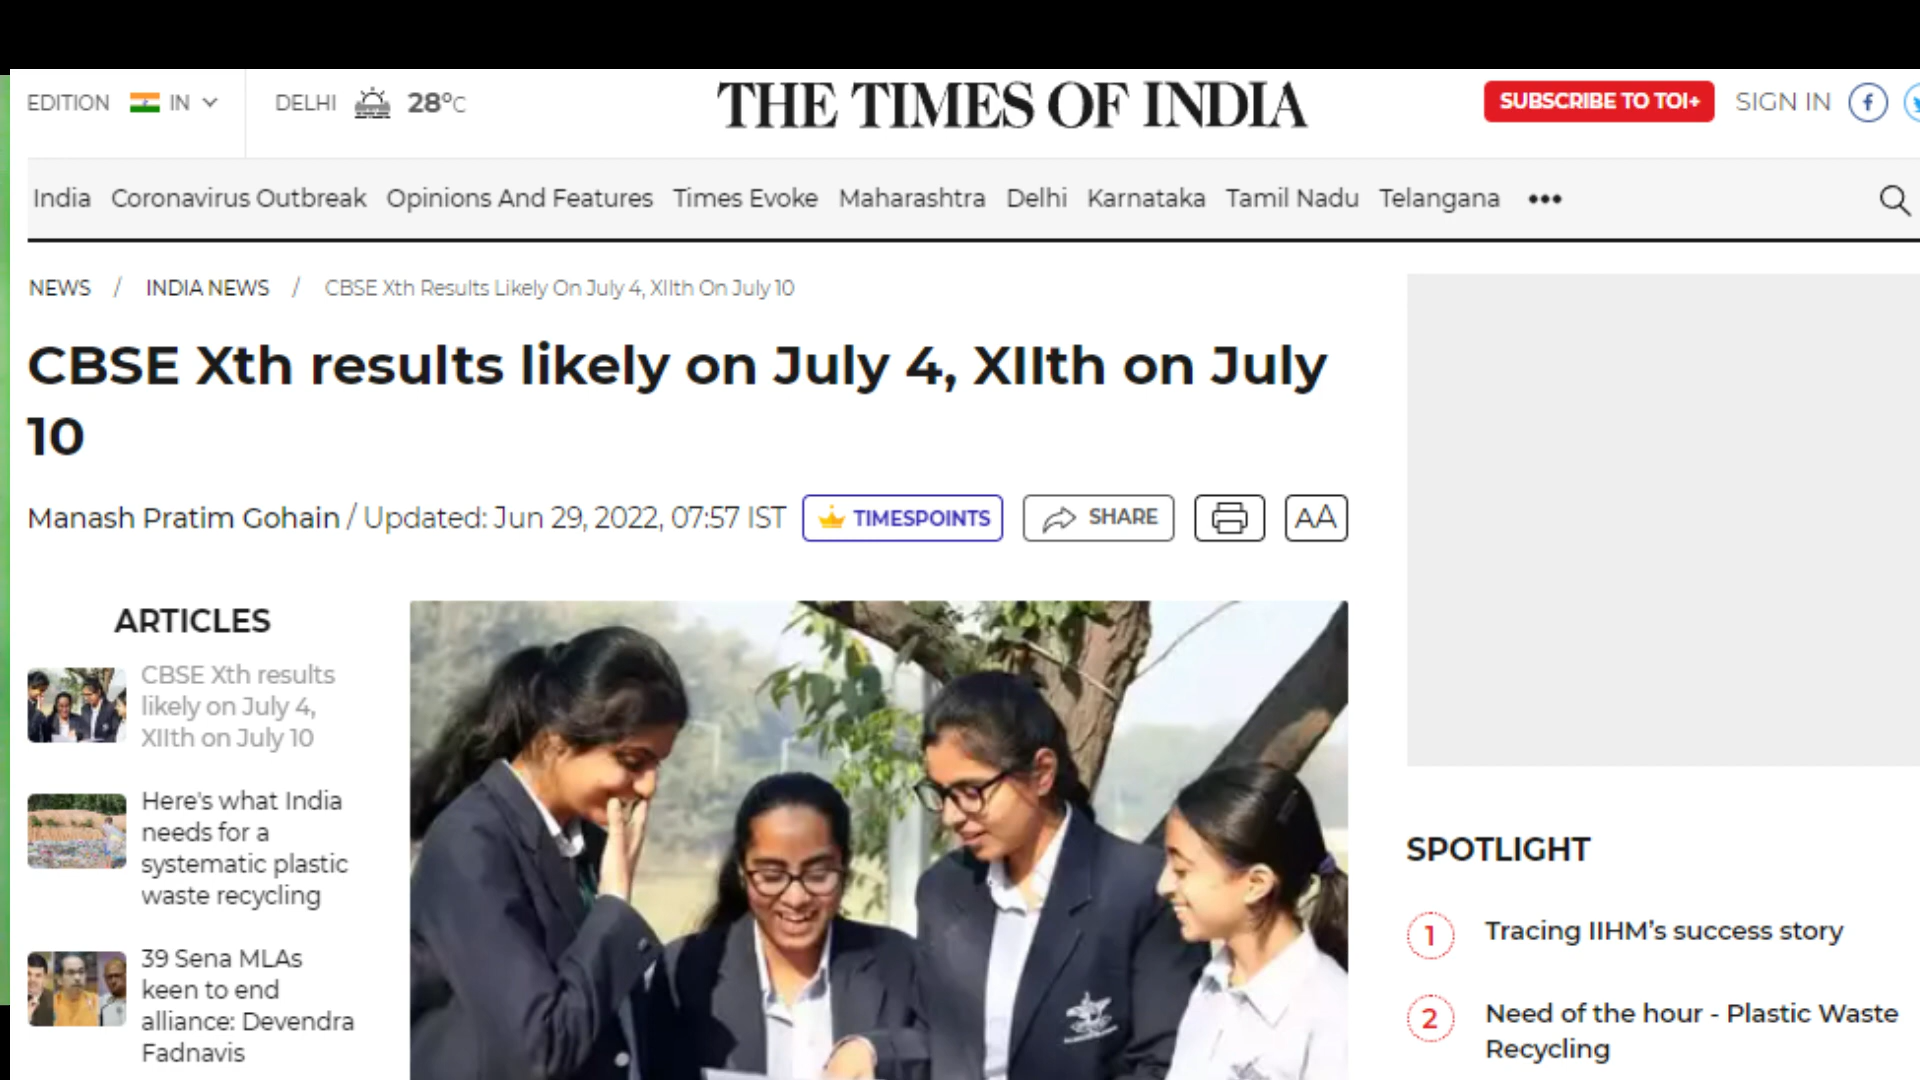 EDITION IN
DELHI 28°C
THE TIMES OF INDIA
SUBSCRIBE TO TOI+
SIGN IN
India Coronavirus Outbreak Opinions And Features Times Evoke Maharashtra Delhi Karnataka Tamil Nadu Telangana •••
NEWS / INDIA NEWS / CBSE Xth Results Likely On July 4, XIIth On July 10
CBSE Xth results likely on July 4, XIIth on July
10
Manash Pratim Gohain / Updated: Jun 29, 2022, 07:57 IST
TIMESPOINTS
SHARE
AA
ARTICLES
CBSE Xth results
likely on July 4,
XIIth on July 10
Here's what India
needs for a
systematic plastic
waste recycling
39 Sena MLAs
keen to end
alliance: Devendra
Fadnavis
SPOTLIGHT
1 Tracing IIHM’s success story
2 Need of the hour - Plastic Waste
Recycling